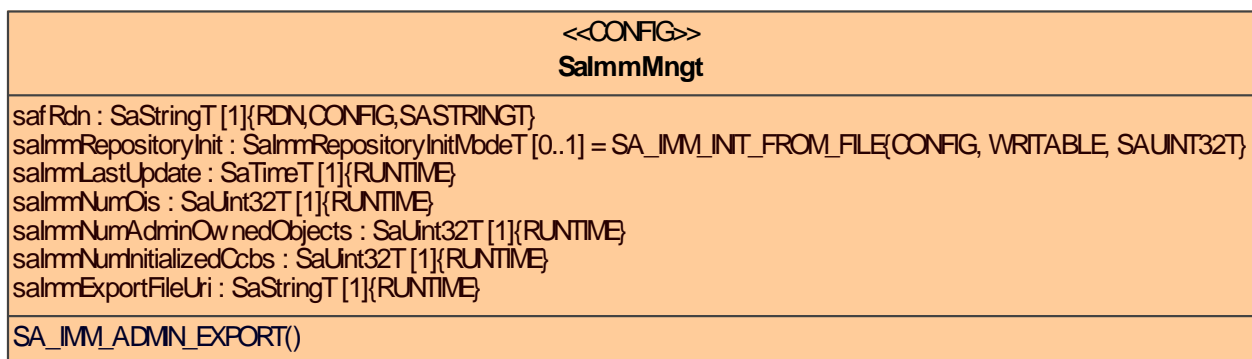 <<CONFIG>>
SaImmMngt
safRdn : SaStringT [1]{RDN,CONFIG,SASTRINGT}
saImmRepositoryInit : SaImmRepositoryInitModeT [0..1] = SA_IMM_INIT_FROM_FILE{CONFIG, WRITABLE, SAUINT32T}
saImmLastUpdate : SaTimeT [1]{RUNTIME}
saImmNumOis : SaUint32T [1]{RUNTIME}
saImmNumAdminOwnedObjects : SaUint32T [1]{RUNTIME}
saImmNumInitializedCcbs : SaUint32T [1]{RUNTIME}
saImmExportFileUri : SaStringT [1]{RUNTIME}
SA_IMM_ADMIN_EXPORT()